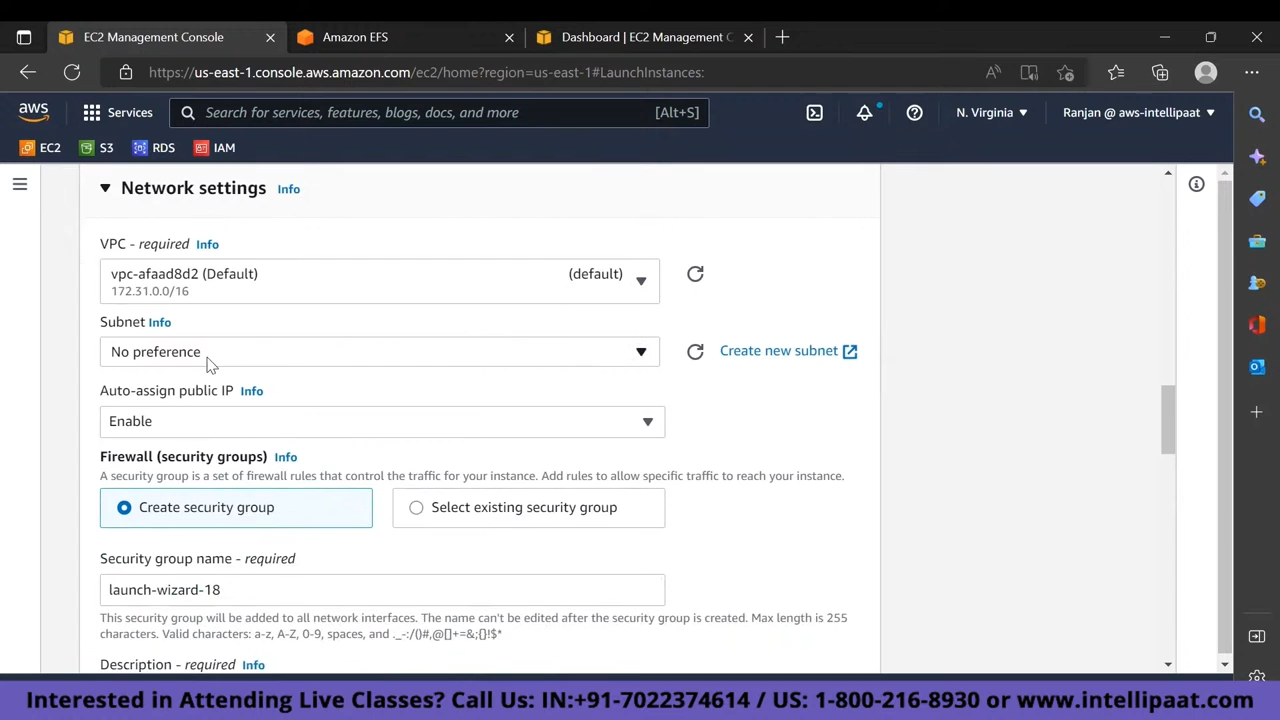 EC2 Management Console
Amazon EFS
Dashboard | EC2 Management C
https://us-east-1.console.aws.amazon.com/ec2/home?region=us-east-1#LaunchInstances:
aws
Services
Search for services, features, blogs, docs, and more
[Alt+S]
N. Virginia
Ranjan @ aws-intellipaat
EC2
S3
RDS
IAM
Network settings Info
VPC - required Info
vpc-afaad8d2 (Default)
(default)
172.31.0.0/16
Subnet Info
No preference
Create new subnet
Auto-assign public IP Info
Enable
Firewall (security groups) Info
A security group is a set of firewall rules that control the traffic for your instance. Add rules to allow specific traffic to reach your instance.
Create security group
Select existing security group
Security group name - required
launch-wizard-18
This security group will be added to all network interfaces. The name can't be edited after the security group is created. Max length is 255
characters. Valid characters: a-z, A-Z, 0-9, spaces, and ._-:/()#,@[]+=&;{}!$*
Description - required Info
Interested in Attending Live Classes? Call Us: IN:+91-7022374614 / US: 1-800-216-8930 or www.intellipaat.com